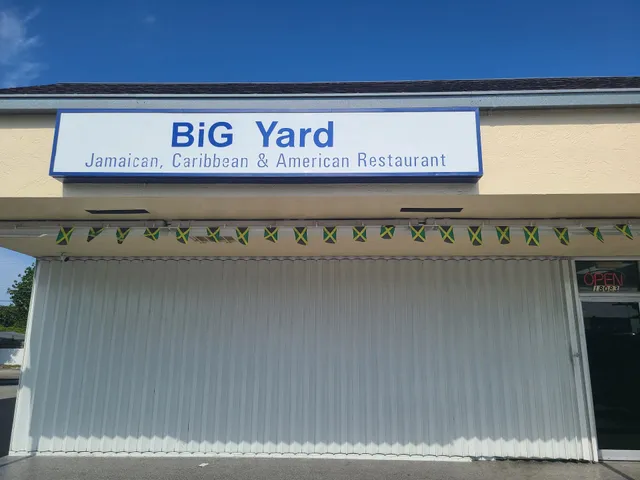 BiG Yard
Jamaican, Caribbean & American Restaurant
OPEN